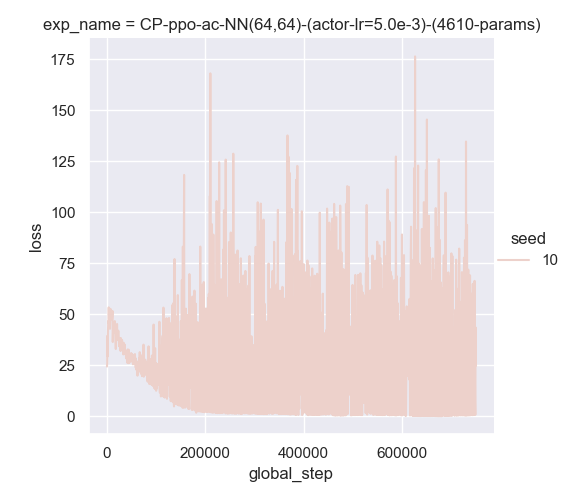 exp_name = CP-ppo-ac-NN(64,64)-(actor-lr=5.0e-3)-(4610-params)
175
150
125
100
75
50
25
0
loss
0 200000 400000 600000
global_step
seed
10